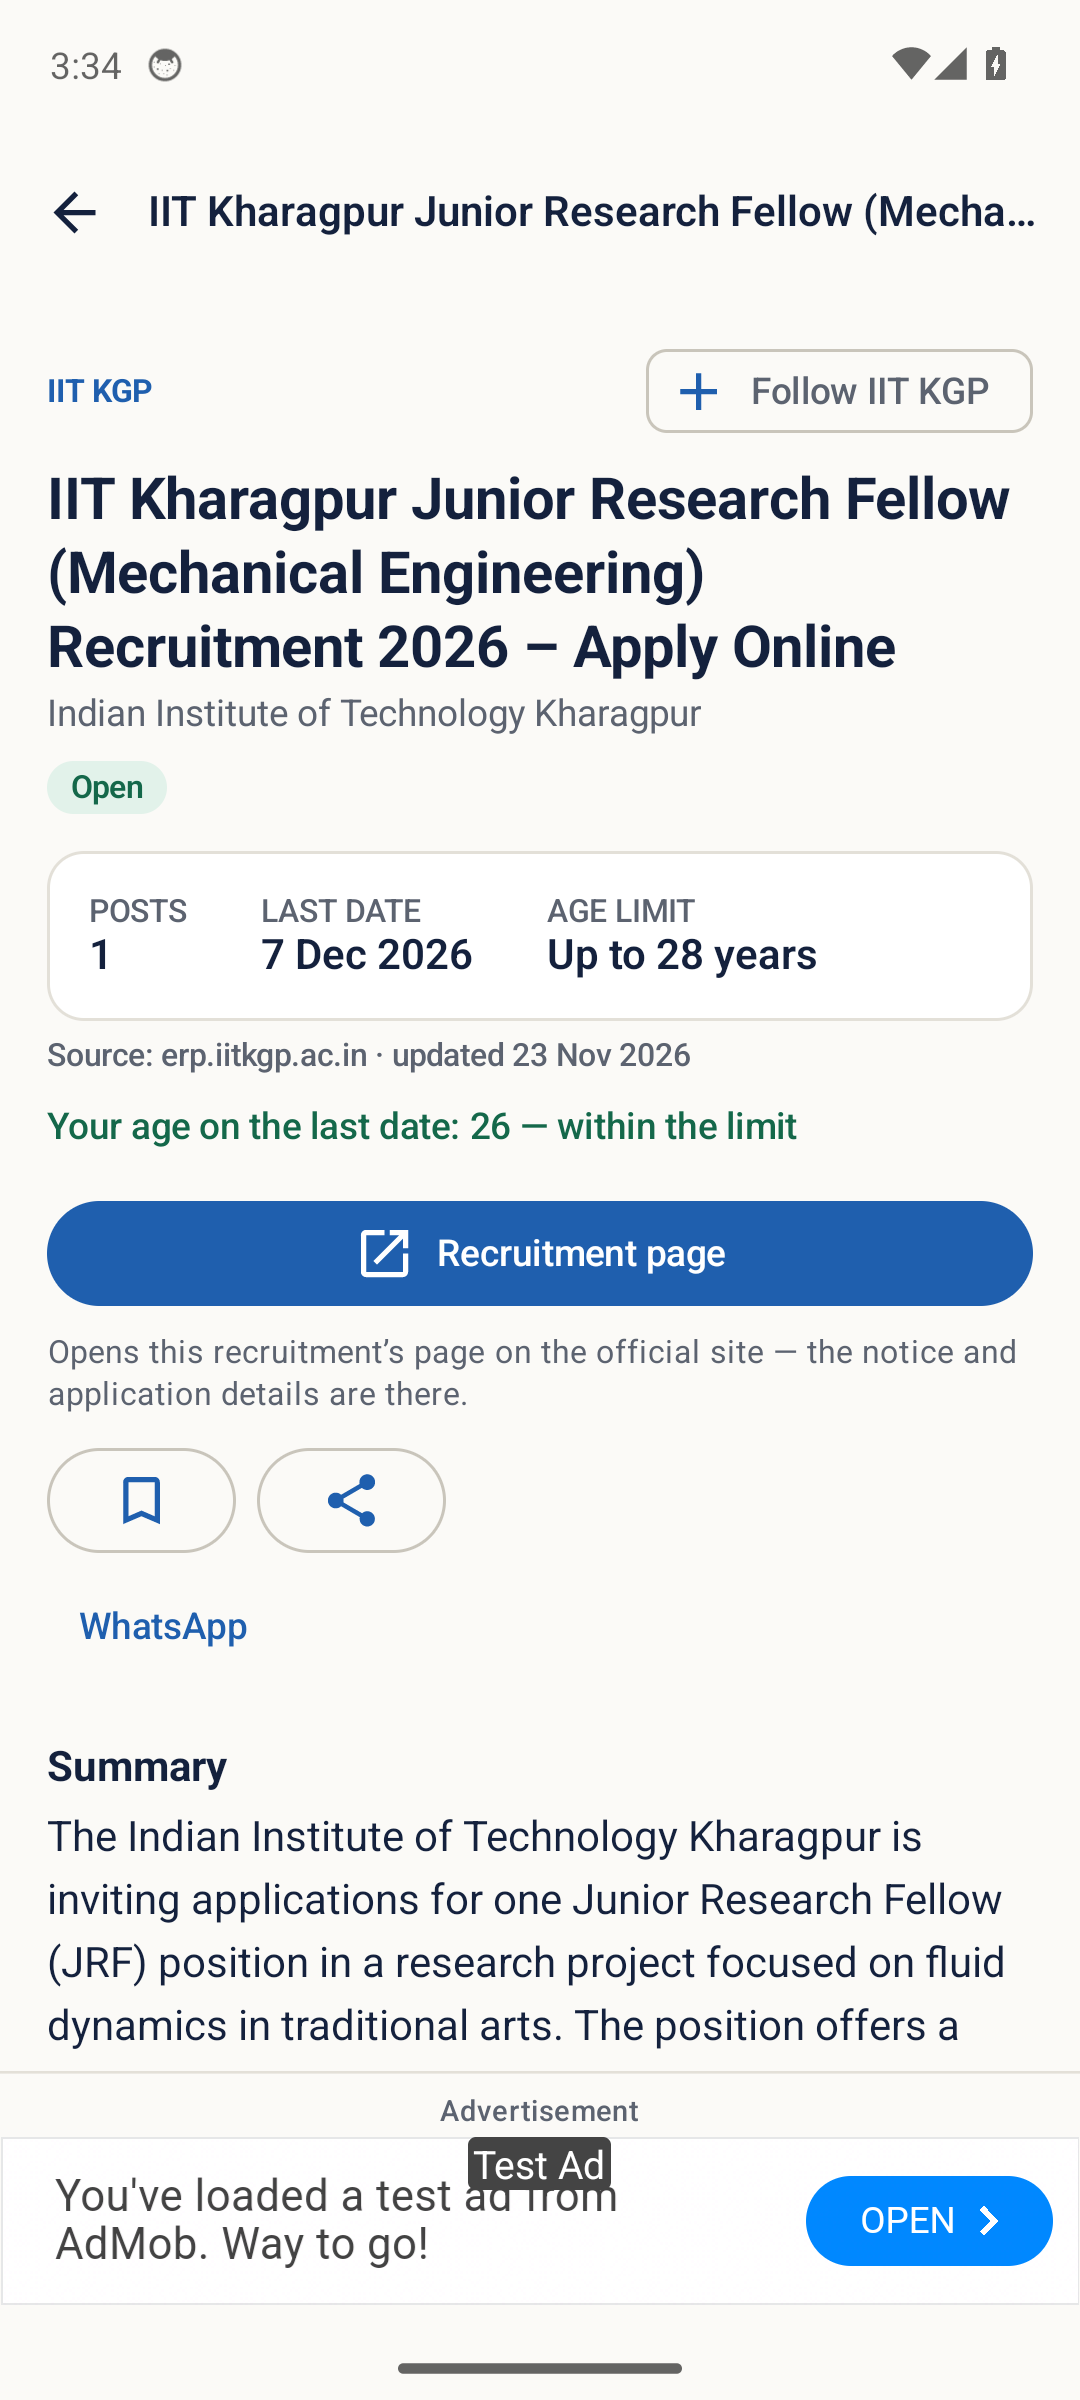 3:34
IIT Kharagpur Junior Research Fellow (Mecha...
IIT KGP
Follow IIT KGP
IIT Kharagpur Junior Research Fellow
(Mechanical Engineering)
Recruitment 2026 – Apply Online
Indian Institute of Technology Kharagpur
Open
POSTS LAST DATE AGE LIMIT
1 7 Dec 2026 Up to 28 years
Source: erp.iitkgp.ac.in · updated 23 Nov 2026
Your age on the last date: 26 — within the limit
Recruitment page
Opens this recruitment’s page on the official site — the notice and
application details are there.
WhatsApp
Summary
The Indian Institute of Technology Kharagpur is
inviting applications for one Junior Research Fellow
(JRF) position in a research project focused on fluid
dynamics in traditional arts. The position offers a
Advertisement
Test Ad
You've loaded a test ad from
AdMob. Way to go!
OPEN